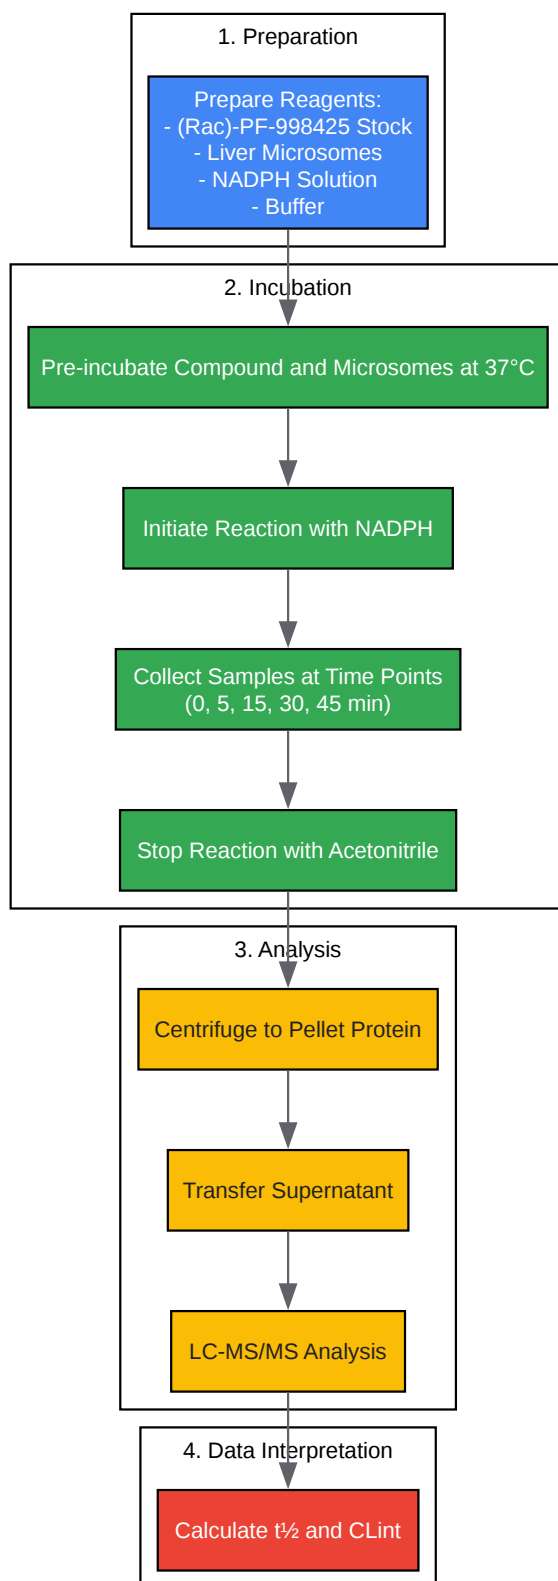 1. Preparation
Prepare Reagents:
- (Rac)-PF-998425 Stock
- Liver Microsomes
- NADPH Solution
- Buffer
2. Incubation
Pre-incubate Compound and Microsomes at 37°C
Initiate Reaction with NADPH
Collect Samples at Time Points
(0, 5, 15, 30, 45 min)
Stop Reaction with Acetonitrile
3. Analysis
Centrifuge to Pellet Protein
Transfer Supernatant
LC-MS/MS Analysis
4. Data Interpretation
Calculate t½ and CLint